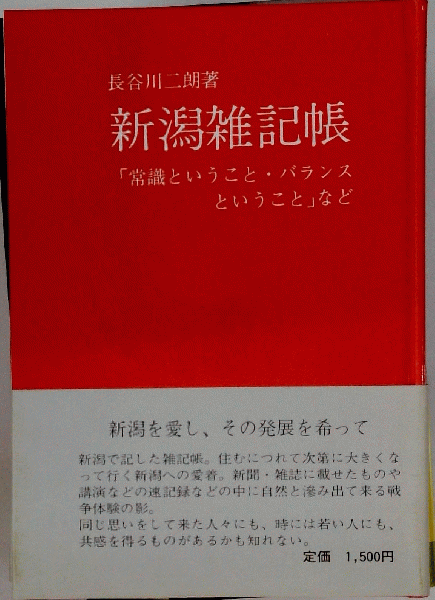 長谷川二朗著
新潟雑記帳
「常識ということ・バランス
ということ」など
新潟を愛し、その発展を希って
新潟で記した雑記帳。住むにつれて次第に大きくな
って行く新潟への愛着。新聞・雑誌に載せたものや
講演などの速記録などの中に自然と滲み出て来る戦
争体験の影。
同じ思いをして来た人々にも、時には若い人にも、
共感を得るものがあるかも知れない。
定価 1,500円